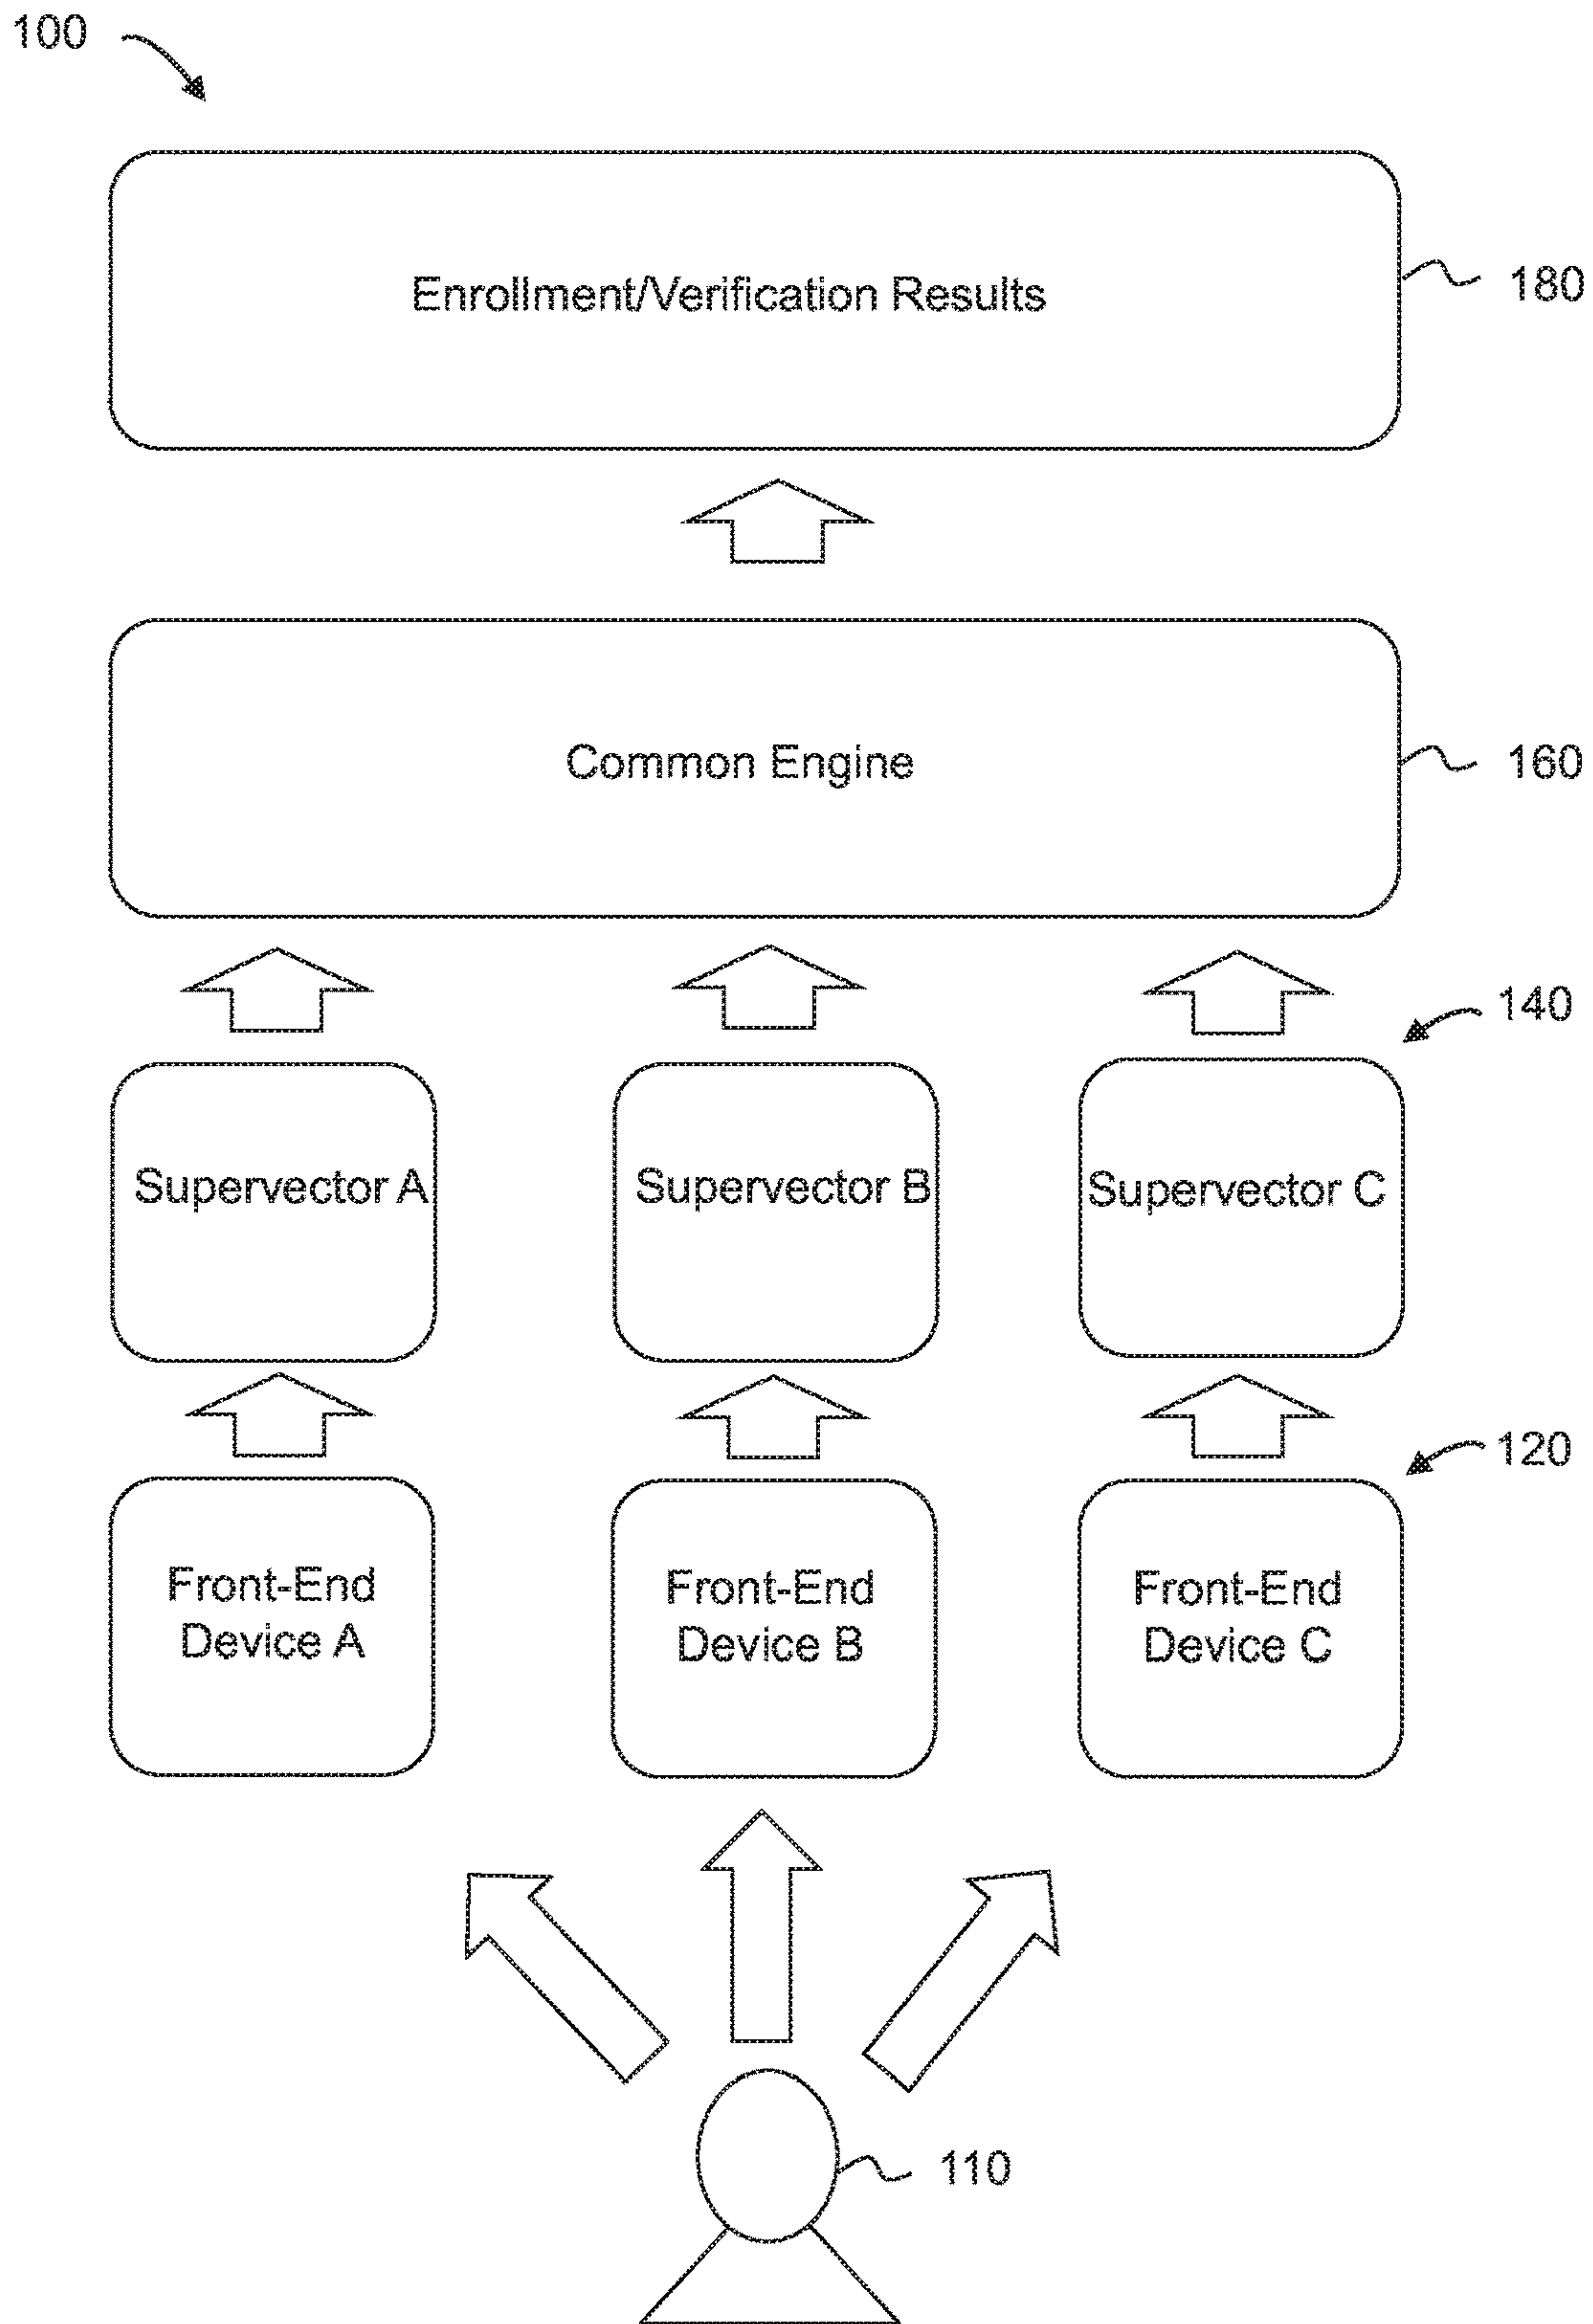 100
Enrollment/Verification Results
180
Common Engine
160
140
Supervector A
Supervector B
Supervector C
120
Front-End
Device A
Front-End
Device B
Front-End
Device C
110